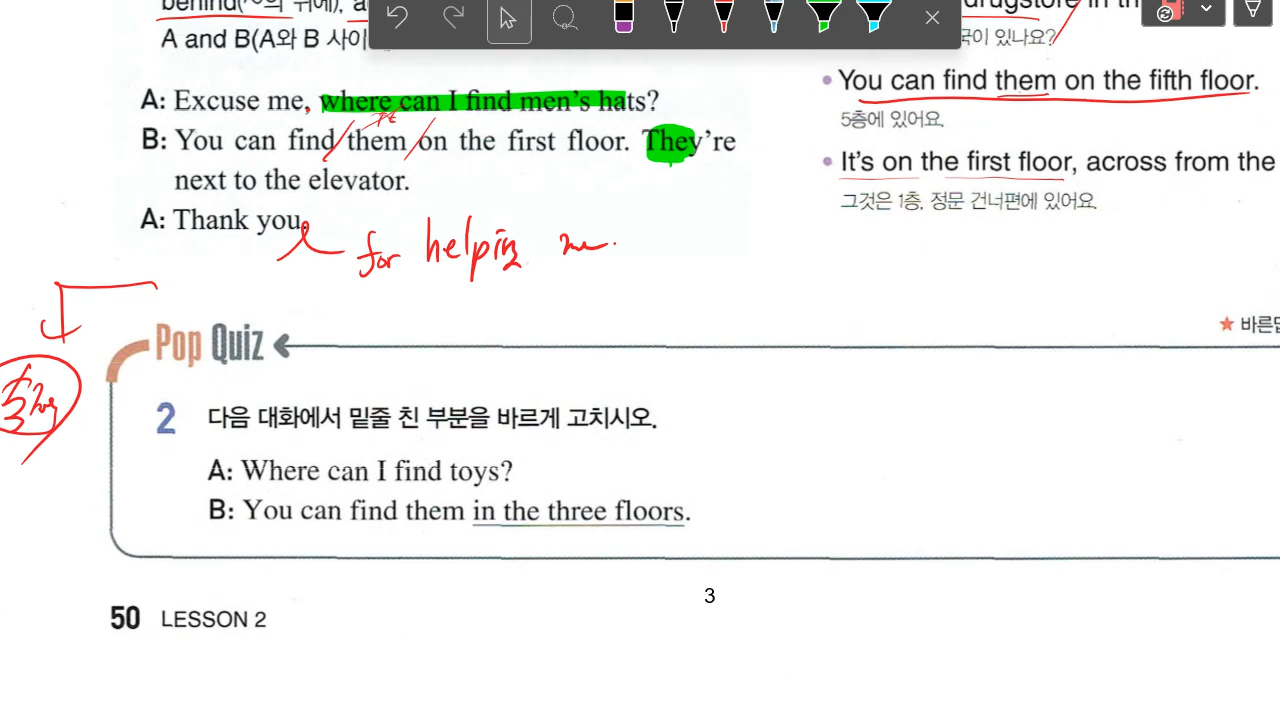 behind(~의 뒤에), a
A and B(A와 B 사이
A: Excuse me, where can I find men's hats?
B: You can find them on the first floor. They're
next to the elevator.
A: Thank you.
for helping me.
drugstore in th
국이 있나요?
• You can find them on the fifth floor.
5층에 있어요.
• It's on the first floor, across from the
그것은 1층, 정문 건너편에 있어요.
Pop Quiz
★ 바른답
2 다음 대화에서 밑줄 친 부분을 바르게 고치시오.
A: Where can I find toys?
B: You can find them in the three floors.
3
50 LESSON 2